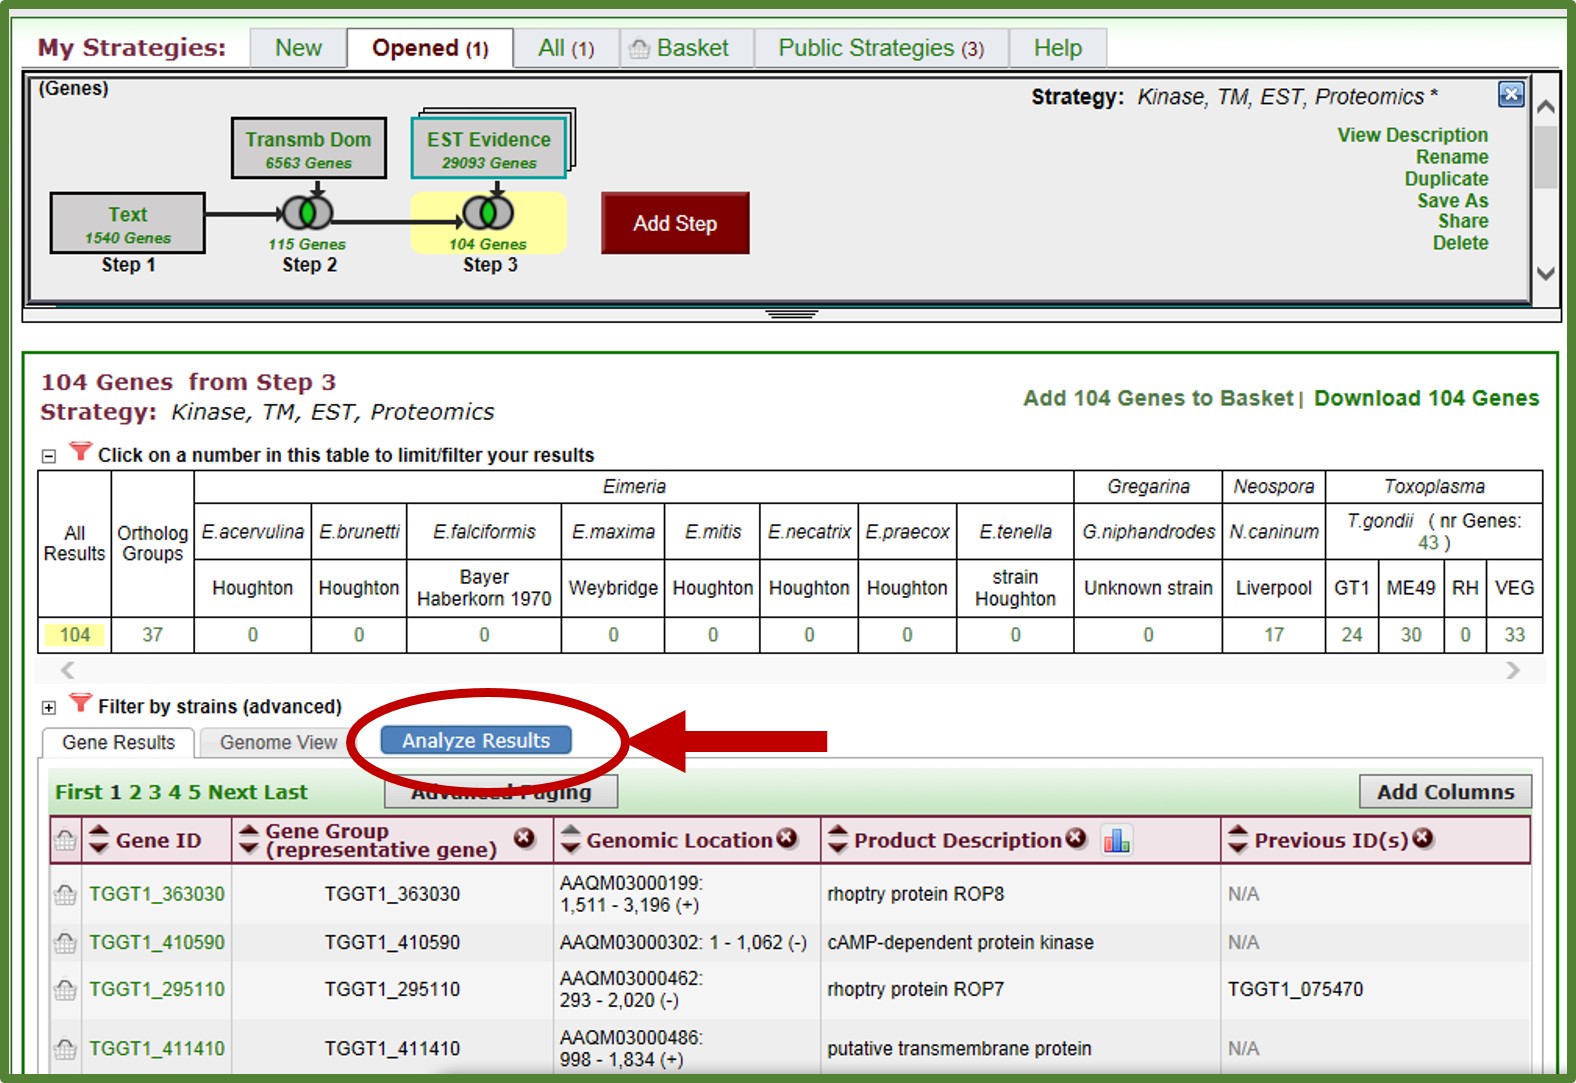 My Strategies: New Opened (1) All (1) Basket Public Strategies (3) Help
(Genes)
Strategy: Kinase, TM, EST, Proteomics *
View Description
Rename
Duplicate
Save As
Share
Delete
Transmb Dom
6563 Genes
EST Evidence
29093 Genes
Text
1540 Genes
Step 1
115 Genes
Step 2
104 Genes
Step 3
Add Step
104 Genes from Step 3
Strategy: Kinase, TM, EST, Proteomics
Add 104 Genes to Basket | Download 104 Genes
Click on a number in this table to limit/filter your results
All Results
Ortholog Groups
Eimeria Gregarina Neospora Toxoplasma
E.acervulina E.brunetti E.falciformis E.maxima E.mitis E.necatrix E.praecox E.tenella G.niphandrodes N.caninum T.gondii ( nr Genes: 43 )
Houghton Houghton Bayer Haberkorn 1970 Weybridge Houghton Houghton Houghton strain Houghton Unknown strain Liverpool GT1 ME49 RH VEG
104 37 0 0 0 0 0 0 0 0 0 17 24 30 0 33
Filter by strains (advanced)
Gene Results Genome View Analyze Results
First 1 2 3 4 5 Next Last Advanced Paging Add Columns
Gene ID Gene Group (representative gene) Genomic Location Product Description Previous ID(s)
TGGT1_363030 TGGT1_363030 AAQM03000199: 1,511 - 3,196 (+) rhoptry protein ROP8 N/A
TGGT1_410590 TGGT1_410590 AAQM03000302: 1 - 1,062 (-) cAMP-dependent protein kinase N/A
TGGT1_295110 TGGT1_295110 AAQM03000462: 293 - 2,020 (-) rhoptry protein ROP7 TGGT1_075470
TGGT1_411410 TGGT1_411410 AAQM03000486: 998 - 1,834 (+) putative transmembrane protein N/A